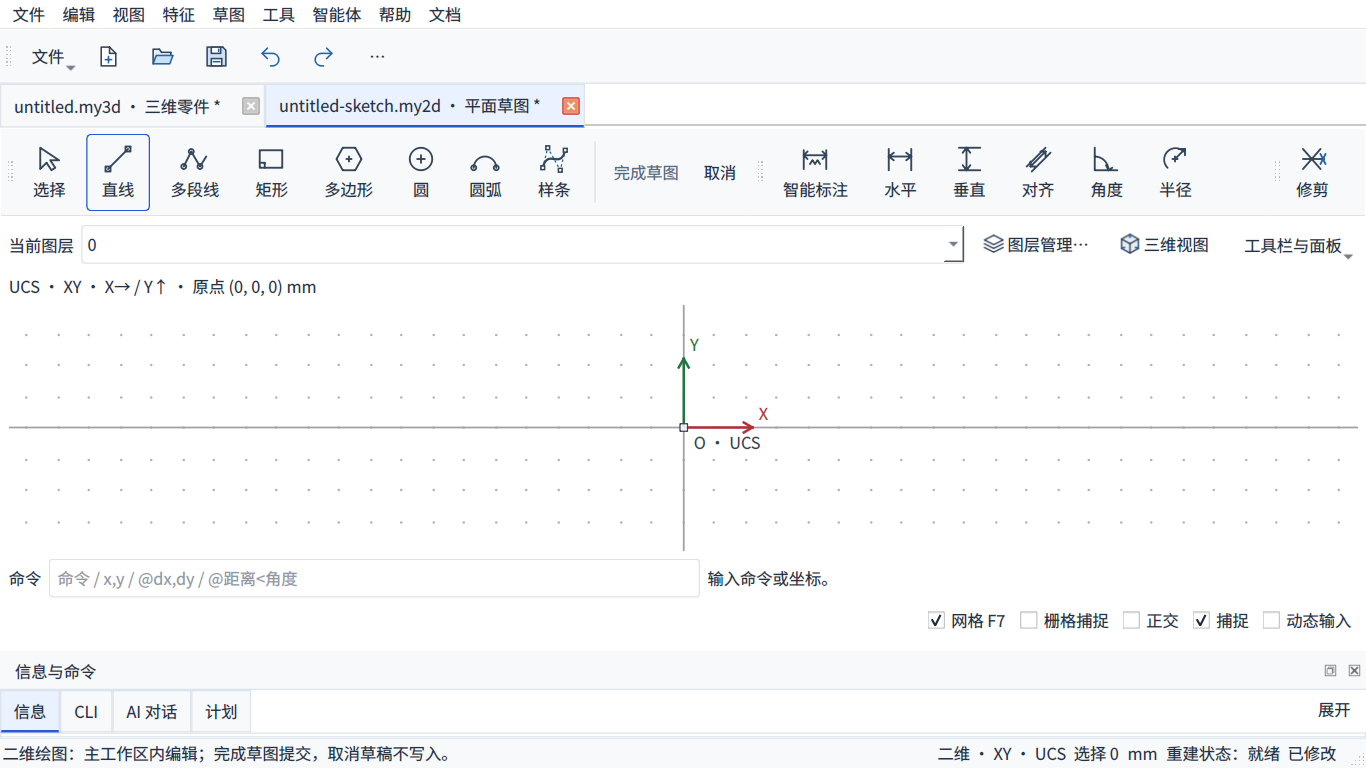 文件 编辑 视图 特征 草图 工具 智能体 帮助 文档
文件 ···
untitled.my3d · 三维零件 * untitled-sketch.my2d · 平面草图 *
选择 直线 多段线 矩形 多边形 圆 圆弧 样条 完成草图 取消 智能标注 水平 垂直 对齐 角度 半径 修剪
当前图层 0 图层管理··· 三维视图 工具栏与面板
UCS · XY · X→ / Y↑ · 原点 (0, 0, 0) mm
Y
X
O · UCS
命令 命令 / x,y / @dx,dy / @距离<角度 输入命令或坐标。
网格 F7 栅格捕捉 正交 捕捉 动态输入
信息与命令
信息 CLI AI 对话 计划 展开
二维绘图：主工作区内编辑；完成草图提交，取消草稿不写入。 二维 · XY · UCS 选择 0 mm 重建状态：就绪 已修改